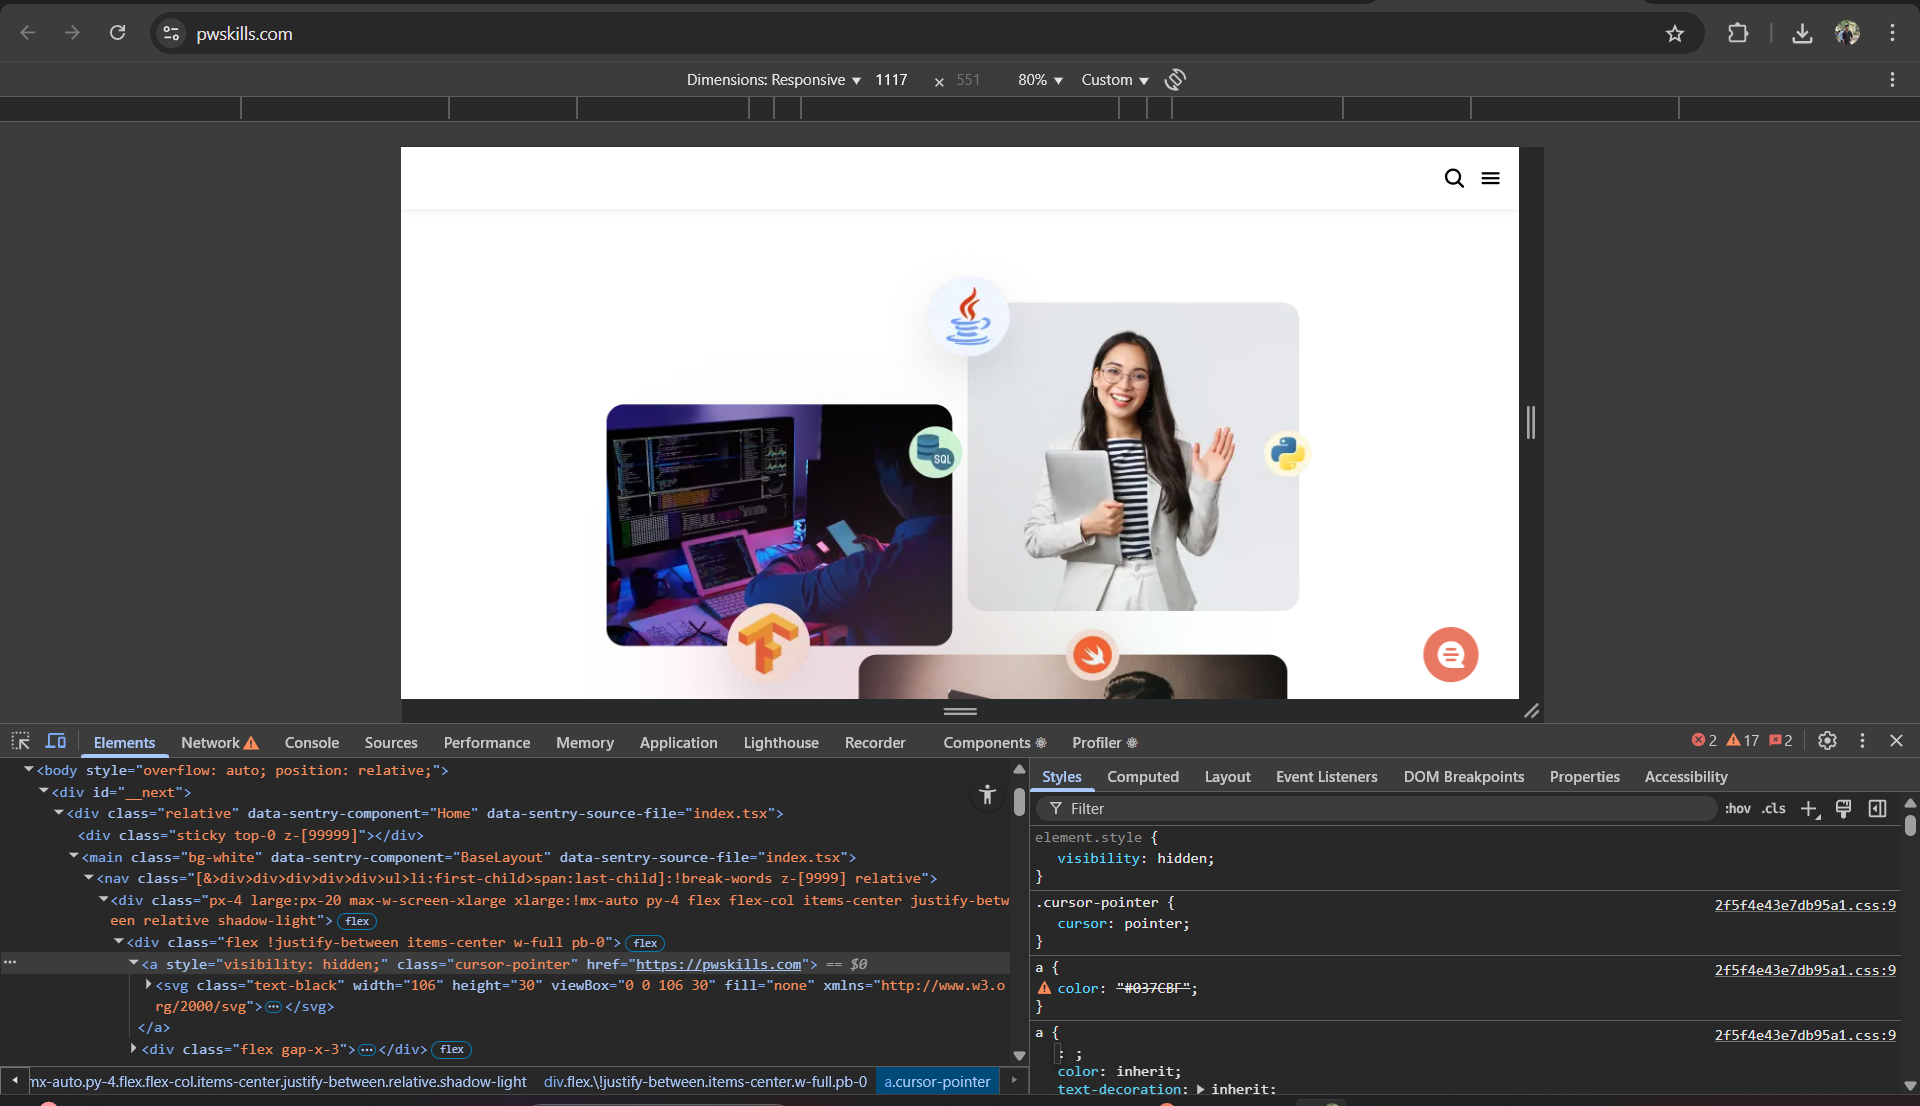 pwskills.com
Dimensions: Responsive ▼ 1117 × 551 80% ▼ Custom ▼
SQL
Elements Network Console Sources Performance Memory Application Lighthouse Recorder Components Profiler 2 17 2
<body style="overflow: auto; position: relative;">
<div id="__next">
<div class="relative" data-sentry-component="Home" data-sentry-source-file="index.tsx">
<div class="sticky top-0 z-[99999]"></div>
<main class="bg-white" data-sentry-component="BaseLayout" data-sentry-source-file="index.tsx">
<nav class="[&>div>div>div>div>div>ul>li:first-child>span:last-child]:!break-words z-[9999] relative">
<div class="px-4 large:px-20 max-w-screen-xlarge xlarge:!mx-auto py-4 flex flex-col items-center justify-betw
een relative shadow-light"> flex
<div class="flex !justify-between items-center w-full pb-0"> flex
<a style="visibility: hidden;" class="cursor-pointer" href="https://pwskills.com"> == $0
<svg class="text-black" width="106" height="30" viewBox="0 0 106 30" fill="none" xmlns="http://www.w3.o
rg/2000/svg"> ⋯ </svg>
</a>
<div class="flex gap-x-3"> ⋯ </div> flex
mx-auto.py-4.flex.flex-col.items-center.justify-between.relative.shadow-light div.flex.\!justify-between.items-center.w-full.pb-0 a.cursor-pointer
Styles Computed Layout Event Listeners DOM Breakpoints Properties Accessibility
Filter :hov .cls
element.style {
visibility: hidden;
}
.cursor-pointer { 2f5f4e43e7db95a1.css:9
cursor: pointer;
}
a { 2f5f4e43e7db95a1.css:9
color: "#037CBF";
}
a { 2f5f4e43e7db95a1.css:9
: ;
color: inherit;
text-decoration: ▶ inherit;